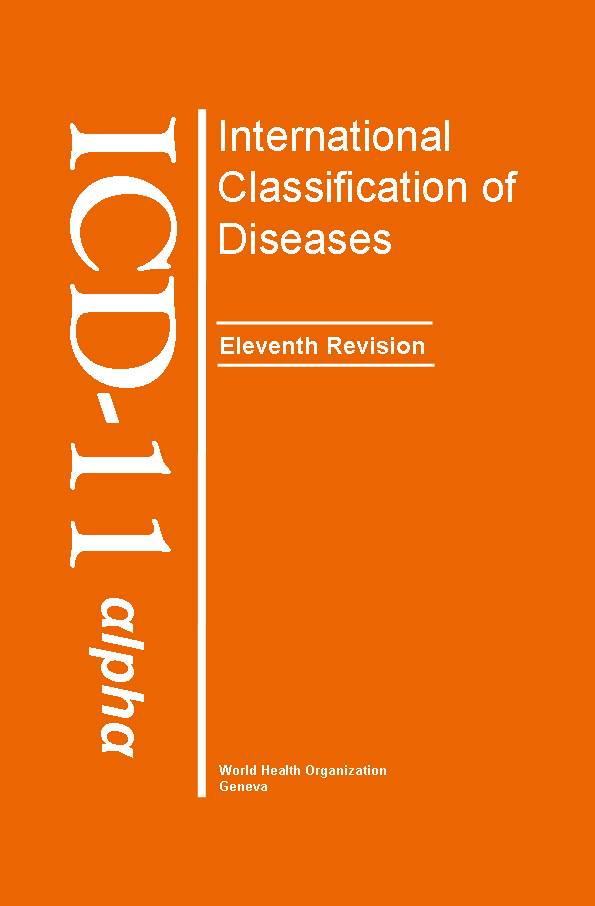 ICD-11 alpha
International
Classification of
Diseases
Eleventh Revision
World Health Organization
Geneva